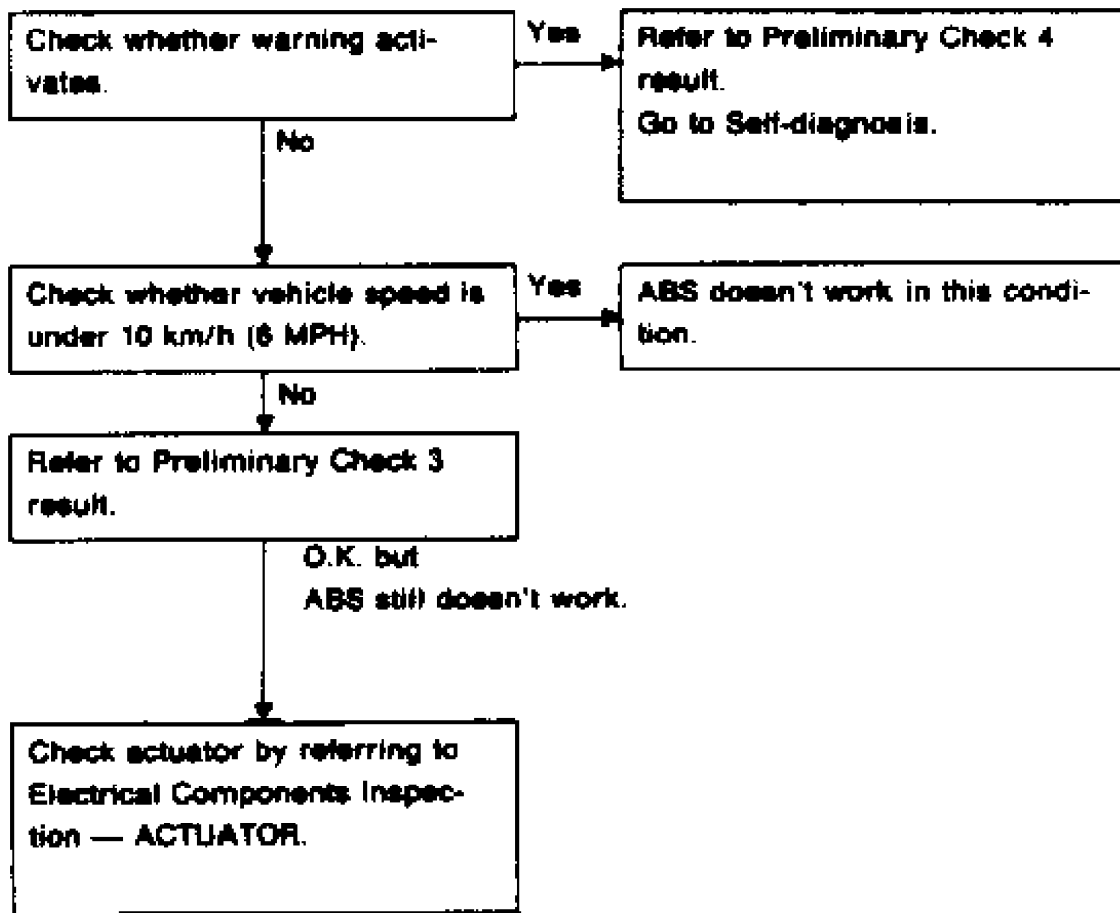 Check whether warning acti-
vates.
Yes
Refer to Preliminary Check 4
result.
Go to Self-diagnosis.
No
Check whether vehicle speed is
under 10 km/h (6 MPH).
Yes
ABS doesn't work in this condi-
tion.
No
Refer to Preliminary Check 3
result.
O.K. but
ABS still doesn't work.
Check actuator by referring to
Electrical Components Inspec-
tion — ACTUATOR.